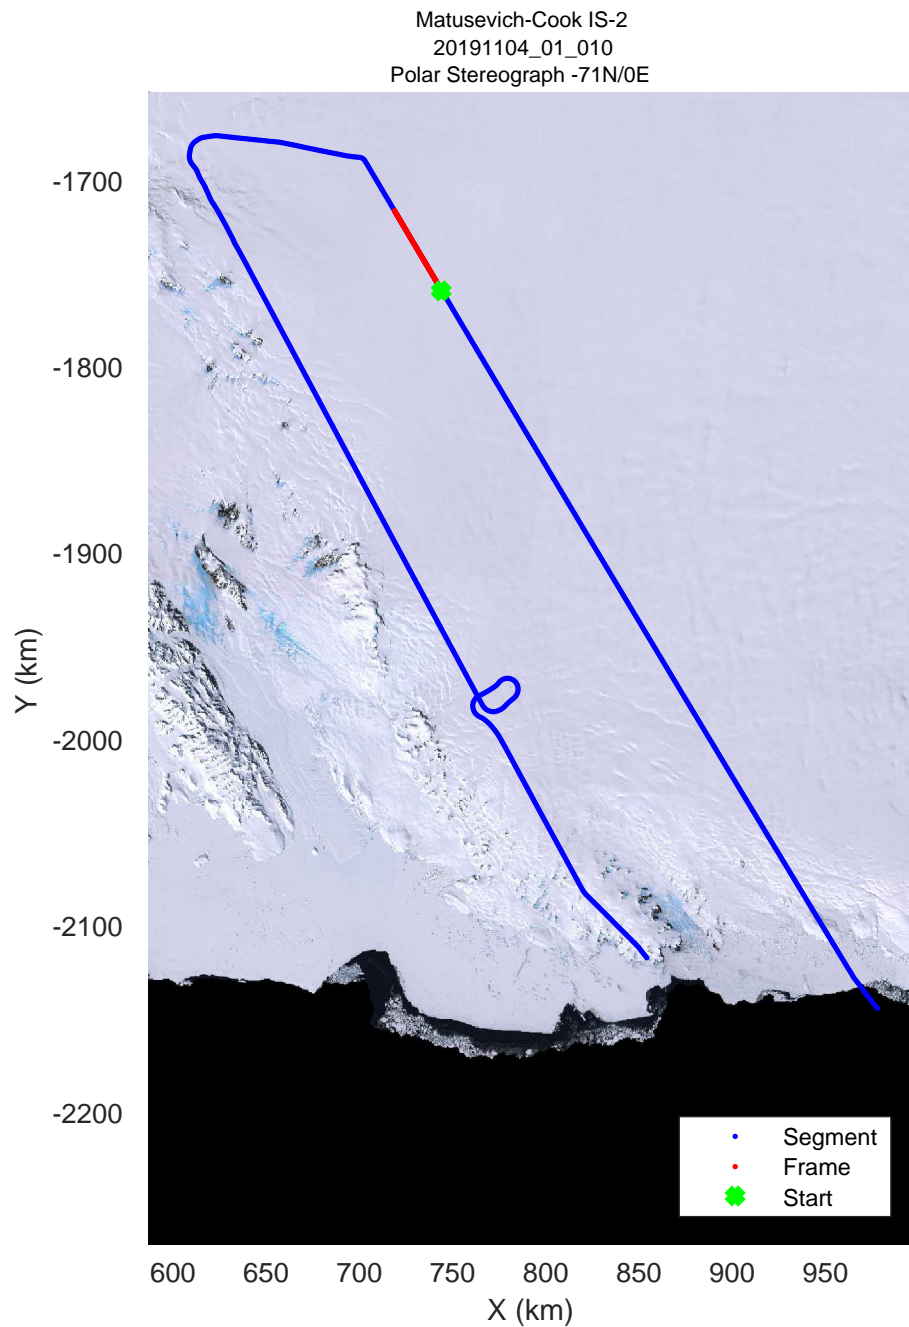 Matusevich-Cook IS-2
20191104_01_010
Polar Stereograph -71N/0E
-1700
-1800
-1900
-2000
-2100
-2200
Y (km)
Segment
Frame
Start
600 650 700 750 800 850 900 950
X (km)